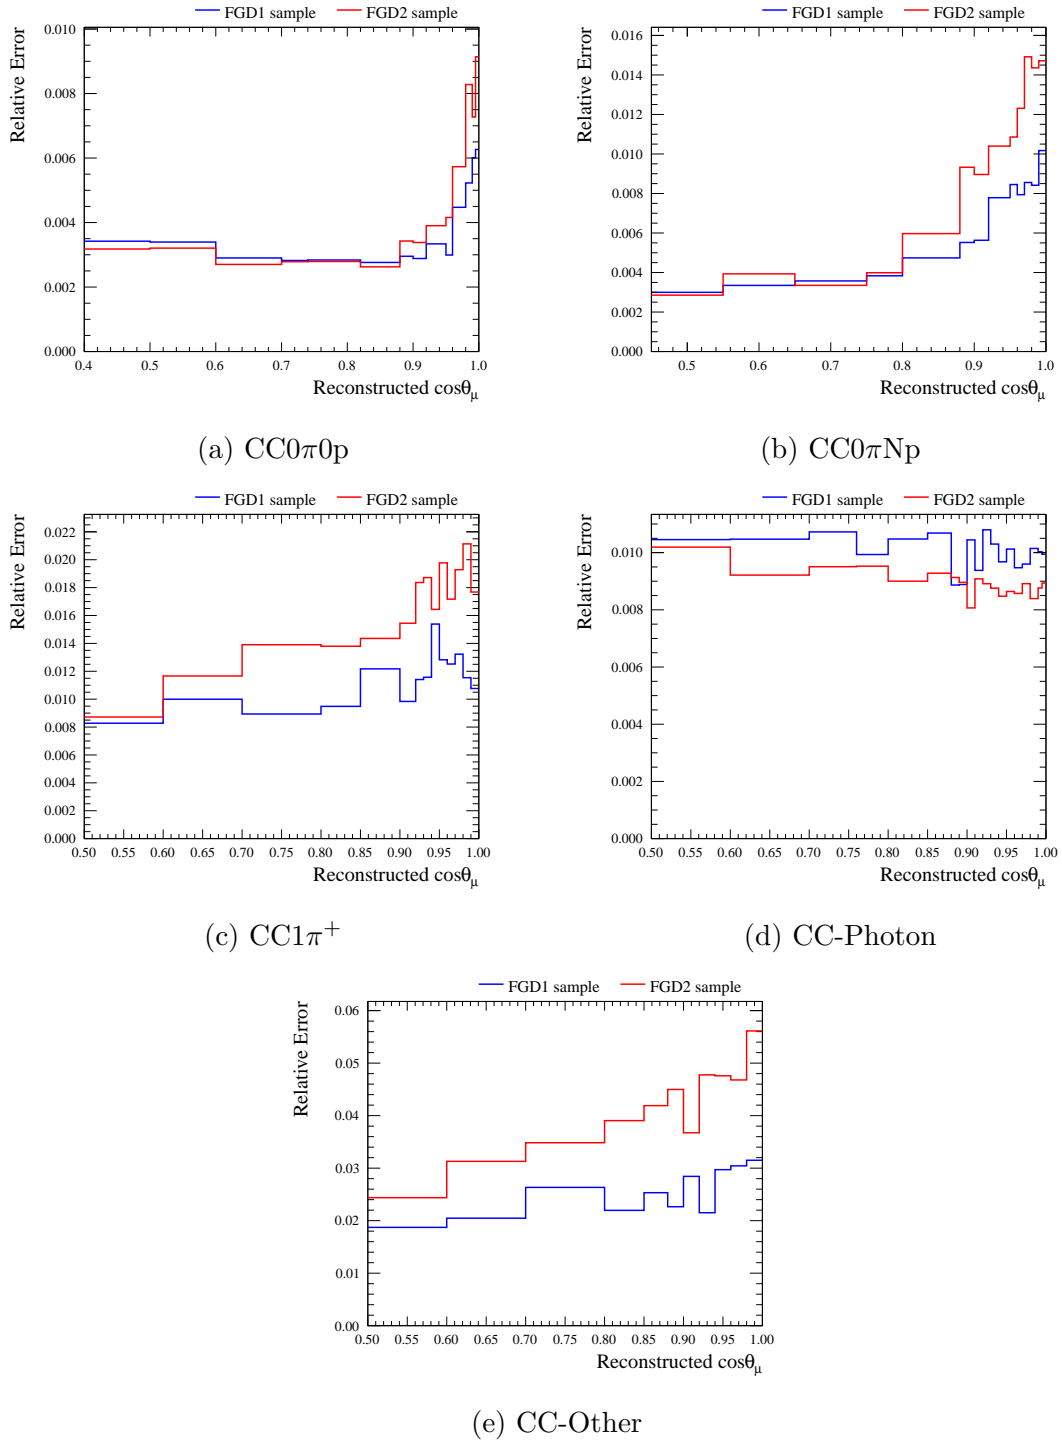 FGD1 sample FGD2 sample
Relative Error
0.010
0.008
0.006
0.004
0.002
0.000
0.4 0.5 0.6 0.7 0.8 0.9 1.0
Reconstructed cosθμ
(a) CC0π0p
FGD1 sample FGD2 sample
Relative Error
0.016
0.014
0.012
0.010
0.008
0.006
0.004
0.002
0.000
0.5 0.6 0.7 0.8 0.9 1.0
Reconstructed cosθμ
(b) CC0πNp
FGD1 sample FGD2 sample
Relative Error
0.022
0.020
0.018
0.016
0.014
0.012
0.010
0.008
0.006
0.004
0.002
0.000
0.50 0.55 0.60 0.65 0.70 0.75 0.80 0.85 0.90 0.95 1.00
Reconstructed cosθμ
(c) CC1π⁺
FGD1 sample FGD2 sample
Relative Error
0.010
0.008
0.006
0.004
0.002
0.000
0.50 0.55 0.60 0.65 0.70 0.75 0.80 0.85 0.90 0.95 1.00
Reconstructed cosθμ
(d) CC-Photon
FGD1 sample FGD2 sample
Relative Error
0.06
0.05
0.04
0.03
0.02
0.01
0.00
0.50 0.55 0.60 0.65 0.70 0.75 0.80 0.85 0.90 0.95 1.00
Reconstructed cosθμ
(e) CC-Other